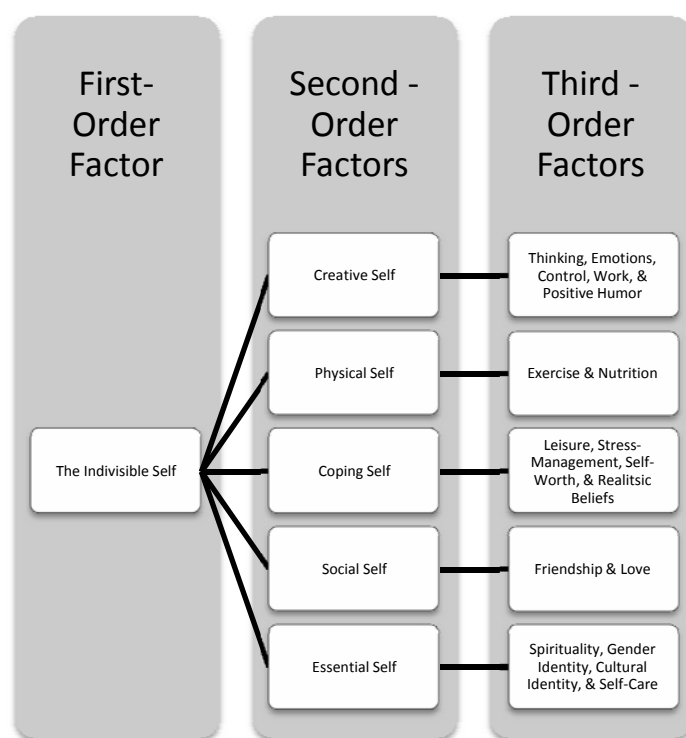 First-
Order
Factor
Second -
Order
Factors
Third -
Order
Factors
The Indivisible Self
Creative Self
Thinking, Emotions,
Control, Work, &
Positive Humor
Physical Self
Exercise & Nutrition
Coping Self
Leisure, Stress-
Management, Self-
Worth, & Realitsic
Beliefs
Social Self
Friendship & Love
Essential Self
Spirituality, Gender
Identity, Cultural
Identity, & Self-Care